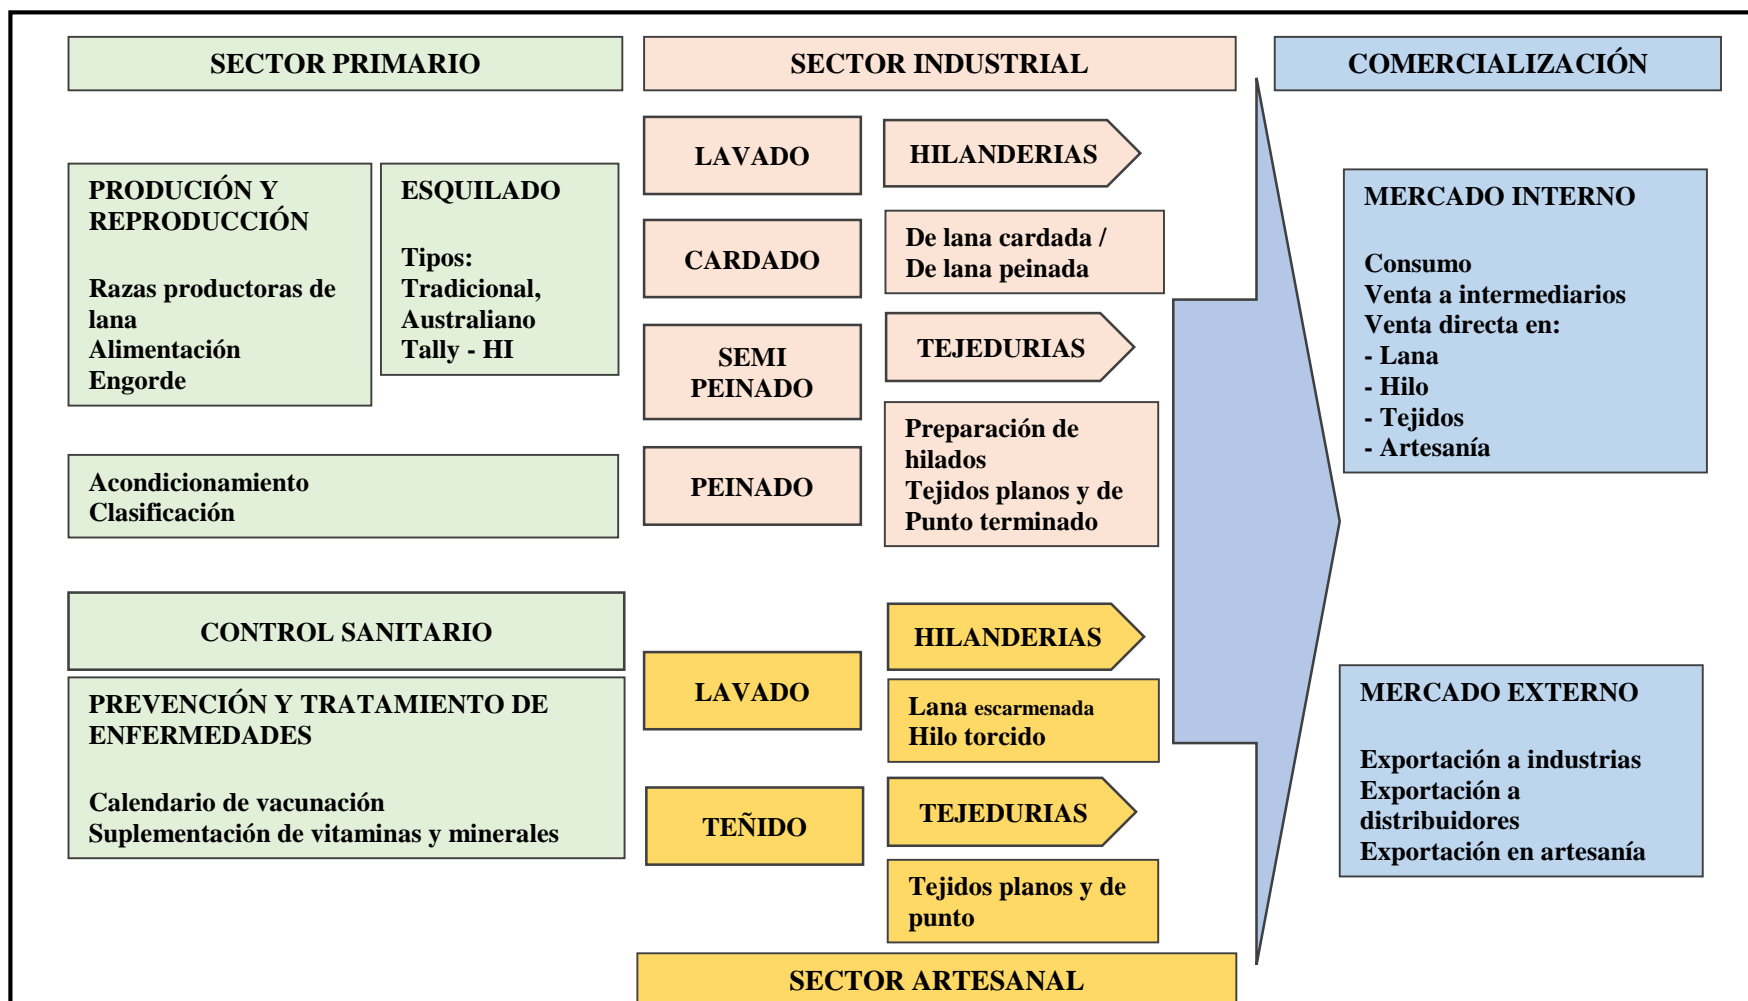 SECTOR PRIMARIO
SECTOR INDUSTRIAL
COMERCIALIZACIÓN
PRODUCIÓN Y
REPRODUCCIÓN
Razas productoras de
lana
Alimentación
Engorde
ESQUILADO
Tipos:
Tradicional,
Australiano
Tally - HI
Acondicionamiento
Clasificación
CONTROL SANITARIO
PREVENCIÓN Y TRATAMIENTO DE
ENFERMEDADES
Calendario de vacunación
Suplementación de vitaminas y minerales
LAVADO
CARDADO
SEMI
PEINADO
PEINADO
HILANDERIAS
De lana cardada /
De lana peinada
TEJEDURIAS
Preparación de
hilados
Tejidos planos y de
Punto terminado
LAVADO
TEÑIDO
HILANDERIAS
Lana escarmenada
Hilo torcido
TEJEDURIAS
Tejidos planos y de
punto
SECTOR ARTESANAL
MERCADO INTERNO
Consumo
Venta a intermediarios
Venta directa en:
- Lana
- Hilo
- Tejidos
- Artesanía
MERCADO EXTERNO
Exportación a industrias
Exportación a
distribuidores
Exportación en artesanía